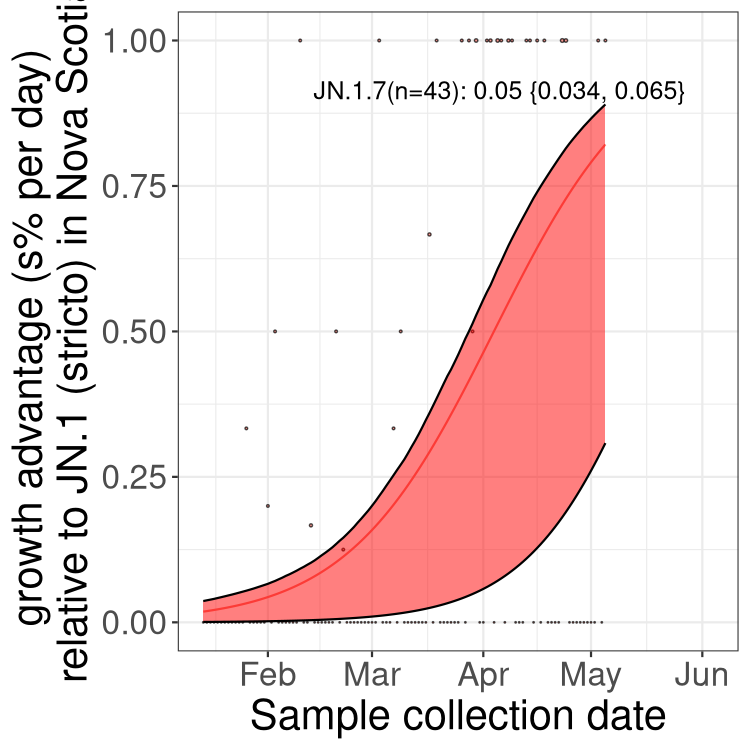 growth advantage (s% per day)
relative to JN.1 (stricto) in Nova Scotia
1.00
0.75
0.50
0.25
0.00
JN.1.7(n=43): 0.05 {0.034, 0.065}
Feb Mar Apr May Jun
Sample collection date